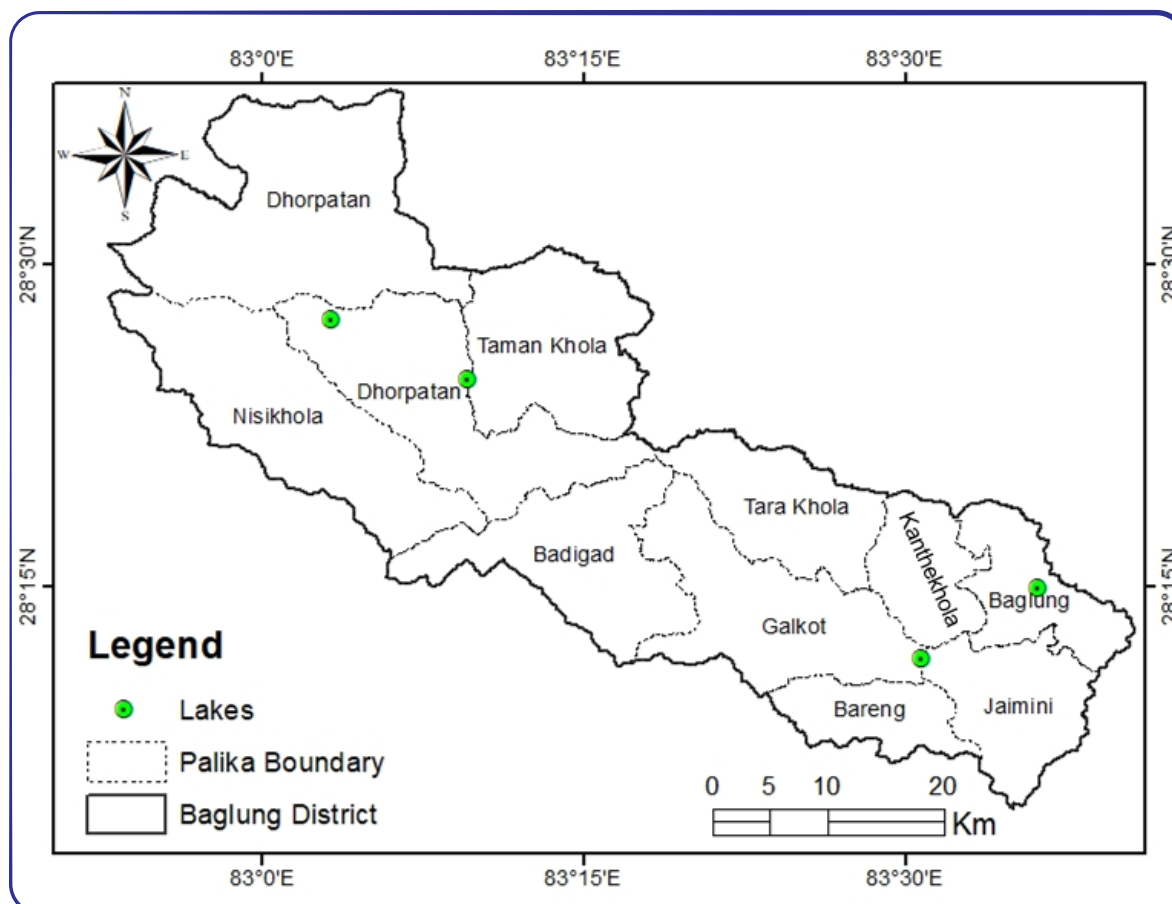 83°0'E 83°15'E 83°30'E
N
W E
S
Dhorpatan
28°30'N 28°30'N
Taman Khola
Dhorpatan
Nisikhola
Tara Khola
Kanthekhola
Badigad
28°15'N 28°15'N
Baglung
Galkot
Legend
Lakes
Bareng
Jaimini
Palika Boundary
0 5 10 20
Baglung District
Km
83°0'E 83°15'E 83°30'E